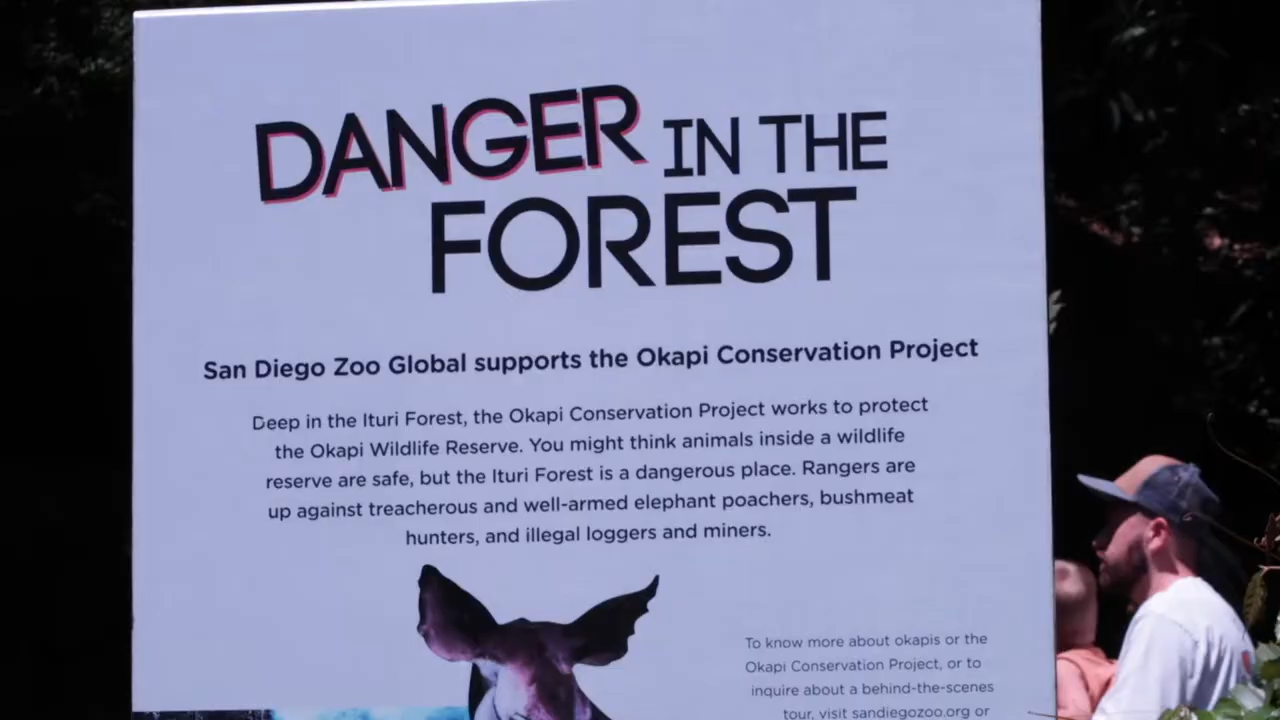 DANGER IN THE
FOREST
San Diego Zoo Global supports the Okapi Conservation Project
Deep in the Ituri Forest, the Okapi Conservation Project works to protect
the Okapi Wildlife Reserve. You might think animals inside a wildlife
reserve are safe, but the Ituri Forest is a dangerous place. Rangers are
up against treacherous and well-armed elephant poachers, bushmeat
hunters, and illegal loggers and miners.
To know more about okapis or the
Okapi Conservation Project, or to
inquire about a behind-the-scenes
tour, visit sandiegozoo.org or